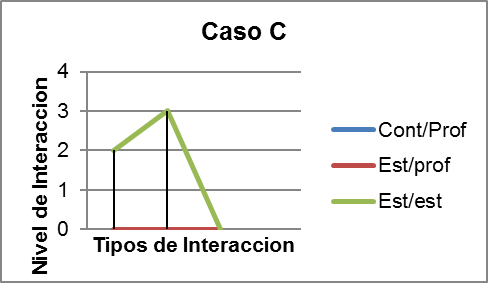 Caso C
Nivel de Interaccion
4
3
2
1
0
Tipos de Interaccion
Cont/Prof
Est/prof
Est/est